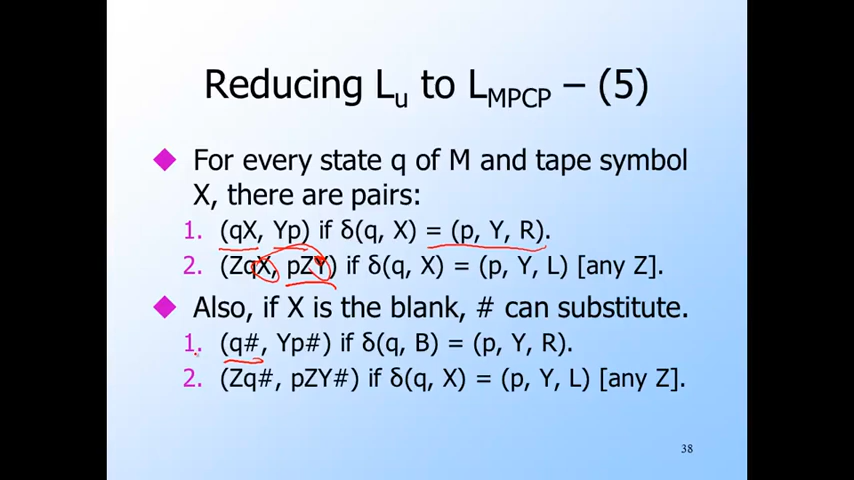 Reducing Lu to LMPCP – (5)
For every state q of M and tape symbol
X, there are pairs:
1. (qX, Yp) if δ(q, X) = (p, Y, R).
2. (ZqX, pZY) if δ(q, X) = (p, Y, L) [any Z].
Also, if X is the blank, # can substitute.
1. (q#, Yp#) if δ(q, B) = (p, Y, R).
2. (Zq#, pZY#) if δ(q, X) = (p, Y, L) [any Z].
38